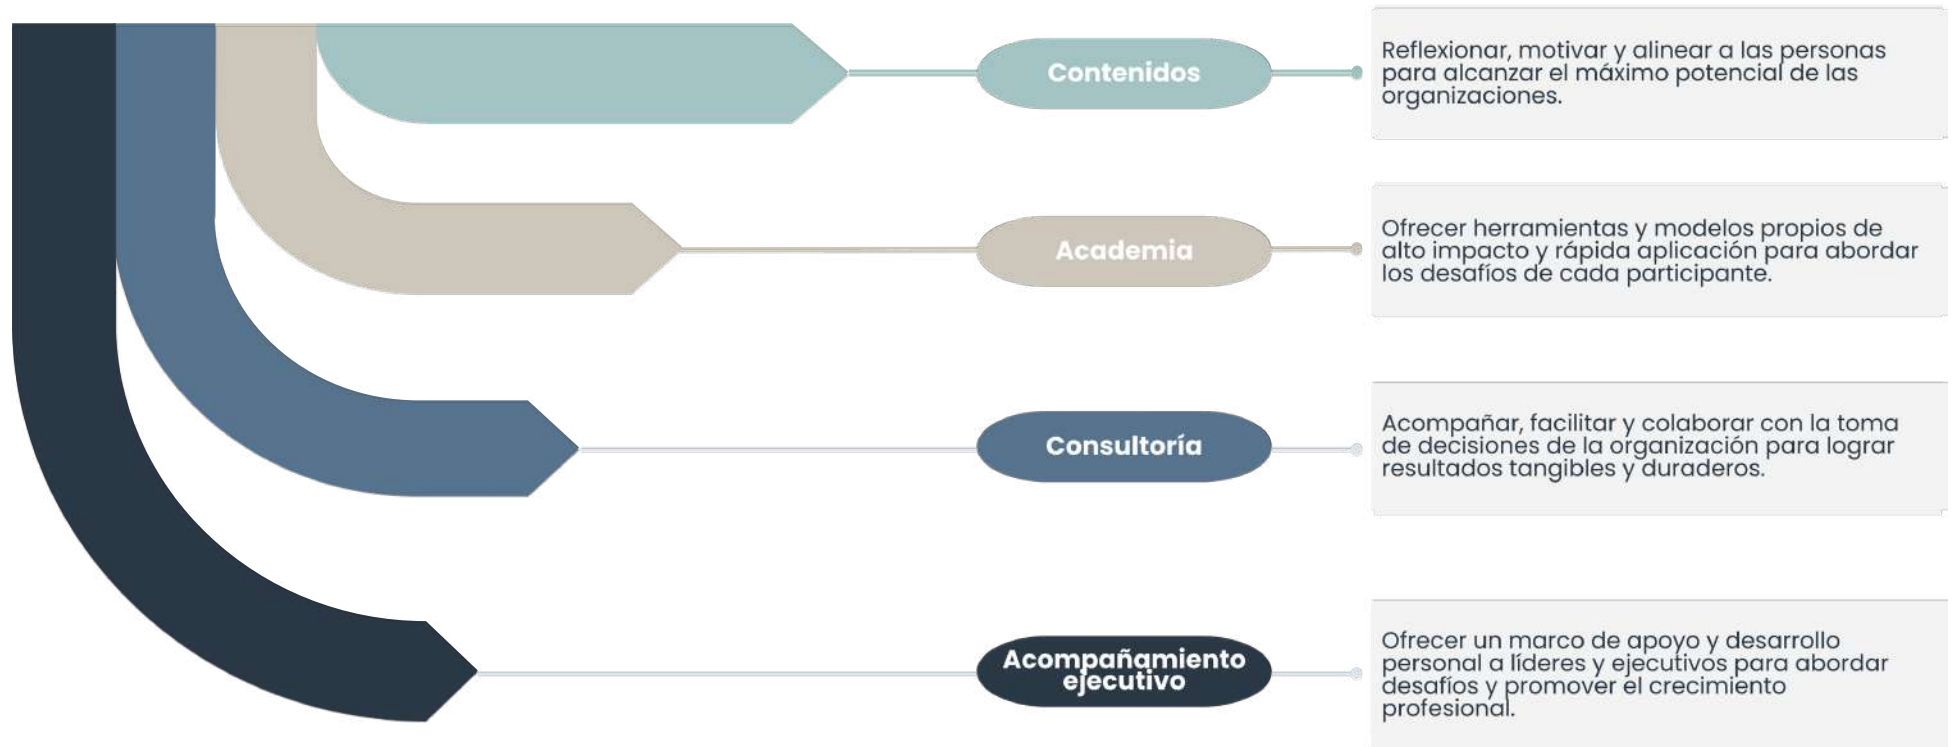 Contenidos
Reflexionar, motivar y alinear a las personas
para alcanzar el máximo potencial de las
organizaciones.
Academia
Ofrecer herramientas y modelos propios de
alto impacto y rápida aplicación para abordar
los desafíos de cada participante.
Consultoría
Acompañar, facilitar y colaborar con la toma
de decisiones de la organización para lograr
resultados tangibles y duraderos.
Acompañamiento
ejecutivo
Ofrecer un marco de apoyo y desarrollo
personal a líderes y ejecutivos para abordar
desafíos y promover el crecimiento
profesional.